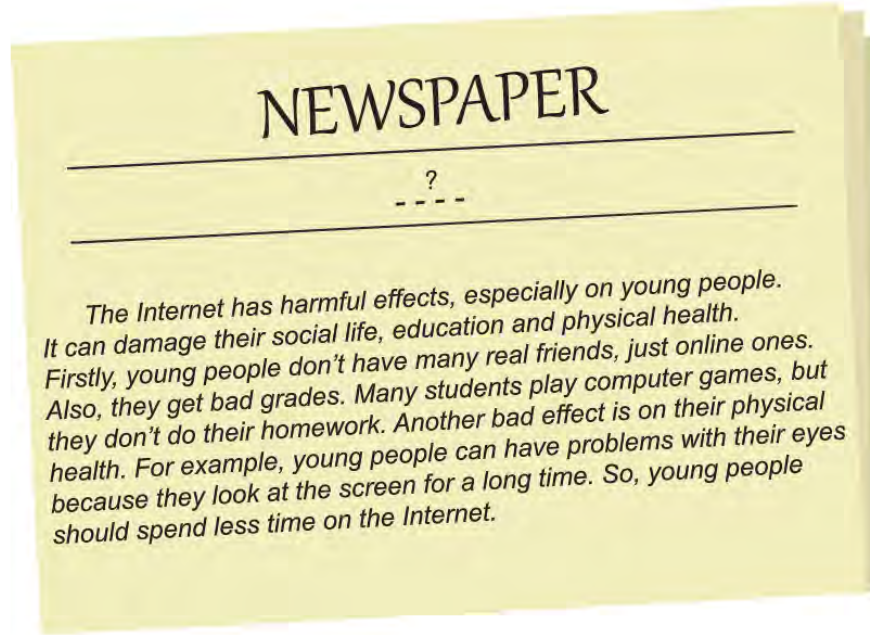 NEWSPAPER
?
- - - -
The Internet has harmful effects, especially on young people.
It can damage their social life, education and physical health.
Firstly, young people don't have many real friends, just online ones.
Also, they get bad grades. Many students play computer games, but
they don't do their homework. Another bad effect is on their physical
health. For example, young people can have problems with their eyes
because they look at the screen for a long time. So, young people
should spend less time on the Internet.